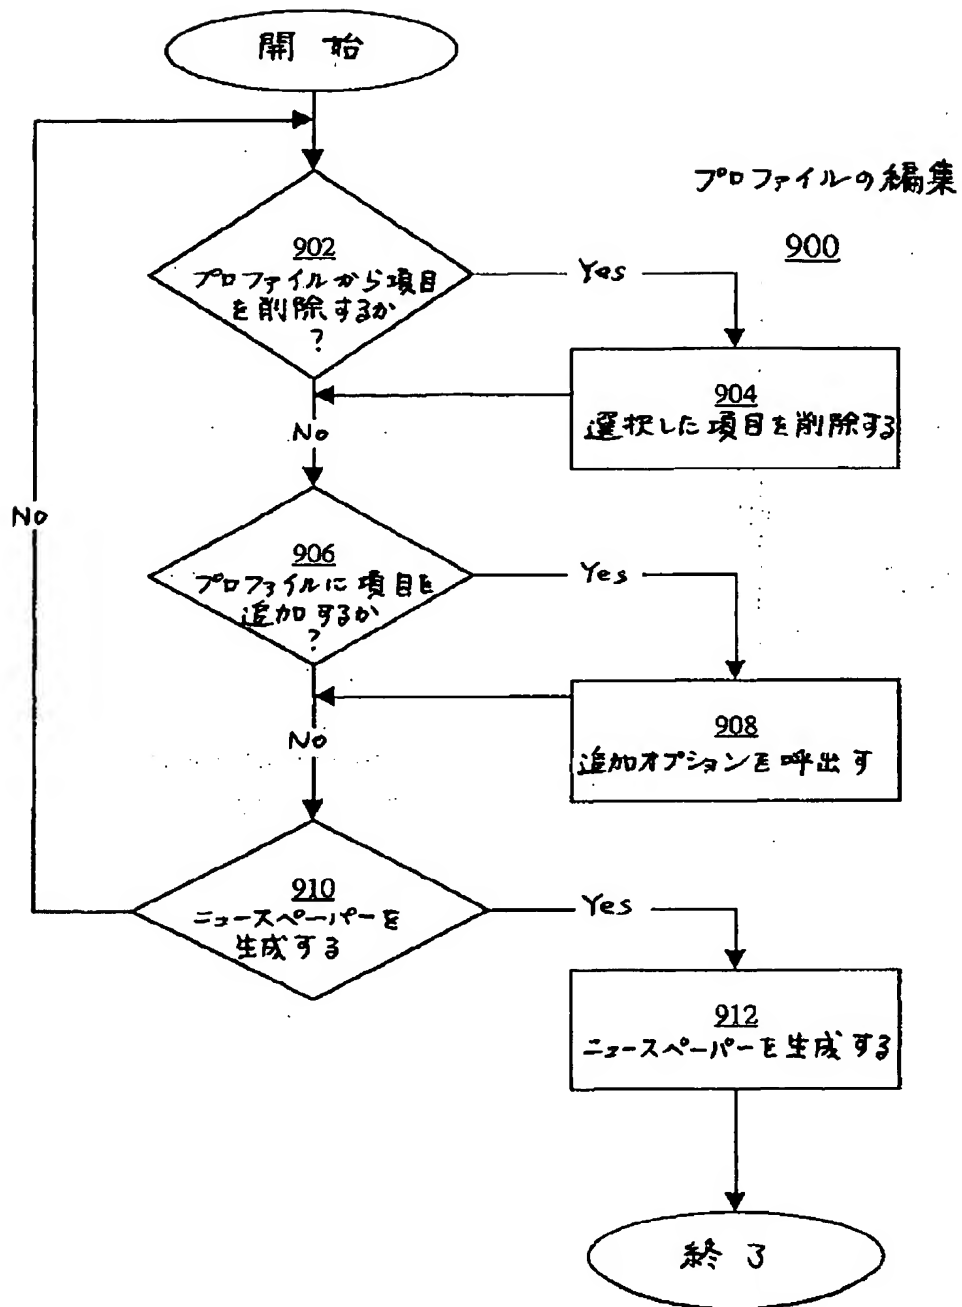 開始
プロファイルの編集
900
902
プロファイルから項目
を削除するか
?
Yes
904
選択した項目を削除する
No
No
906
プロファイルに項目を
追加するか
?
Yes
908
追加オプションを呼出す
No
910
ニュースペーパーを
生成する
Yes
912
ニュースペーパーを生成する
終了